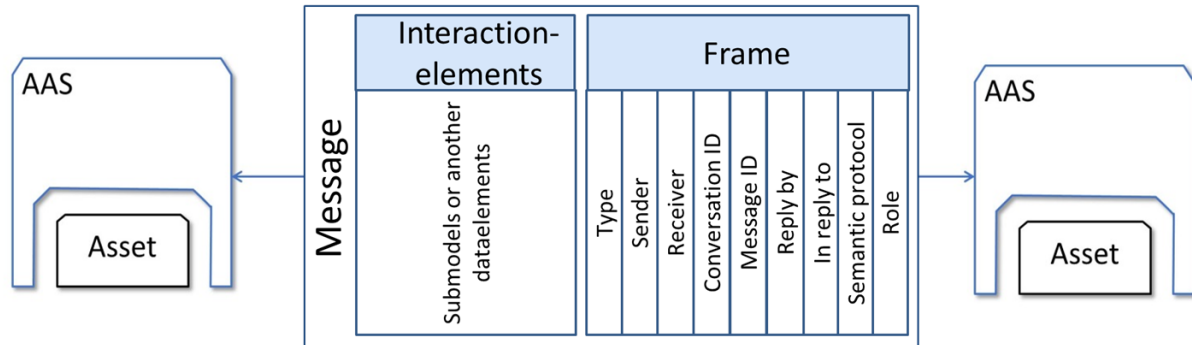 AAS
Asset
Message
Interaction-
elements
Submodels or another
dataelements
Frame
Type
Sender
Receiver
Conversation ID
Message ID
Reply by
In reply to
Semantic protocol
Role
AAS
Asset